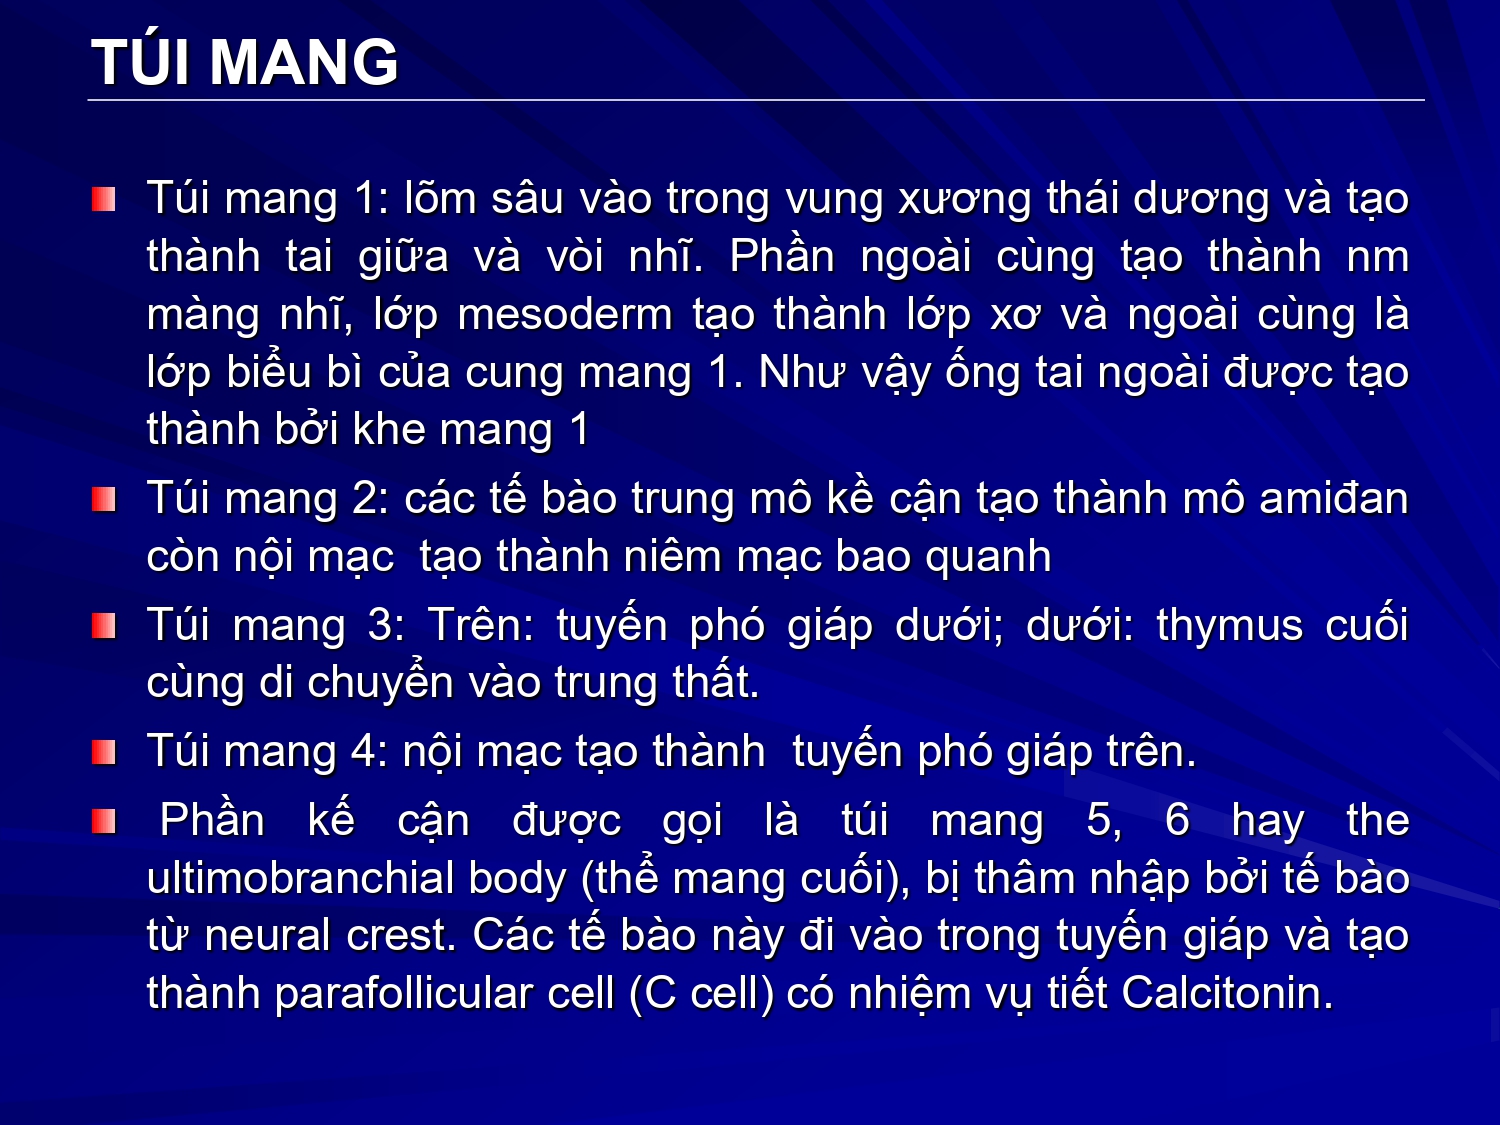 TÚI MANG
Túi mang 1: lõm sâu vào trong vung xương thái dương và tạo
thành tai giữa và vòi nhĩ. Phần ngoài cùng tạo thành nm
màng nhĩ, lớp mesoderm tạo thành lớp xơ và ngoài cùng là
lớp biểu bì của cung mang 1. Như vậy ống tai ngoài được tạo
thành bởi khe mang 1
Túi mang 2: các tế bào trung mô kề cận tạo thành mô amiđan
còn nội mạc tạo thành niêm mạc bao quanh
Túi mang 3: Trên: tuyến phó giáp dưới; dưới: thymus cuối
cùng di chuyển vào trung thất.
Túi mang 4: nội mạc tạo thành tuyến phó giáp trên.
Phần kế cận được gọi là túi mang 5, 6 hay the
ultimobranchial body (thể mang cuối), bị thâm nhập bởi tế bào
từ neural crest. Các tế bào này đi vào trong tuyến giáp và tạo
thành parafollicular cell (C cell) có nhiệm vụ tiết Calcitonin.